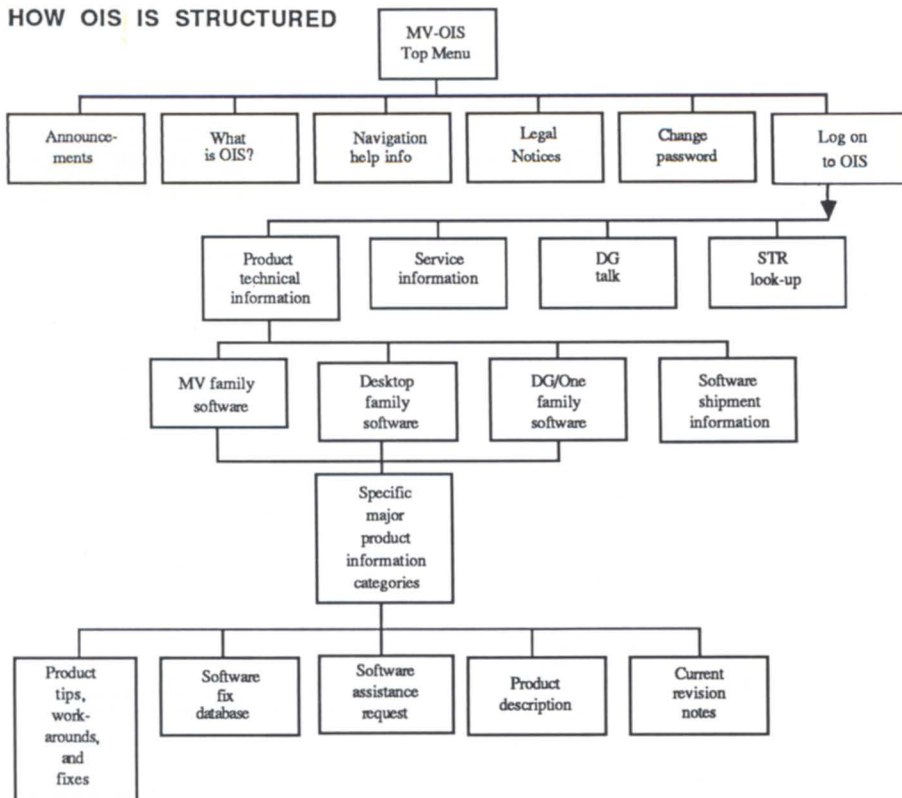 HOW OIS IS STRUCTURED
MV-OIS
Top Menu
Announce-
ments
What
is OIS?
Navigation
help info
Legal
Notices
Change
password
Log on
to OIS
Product
technical
information
Service
information
DG
talk
STR
look-up
MV family
software
Desktop
family
software
DG/One
family
software
Software
shipment
information
Specific
major
product
information
categories
Product
tips,
work-
arounds,
and
fixes
Software
fix
database
Software
assistance
request
Product
description
Current
revision
notes